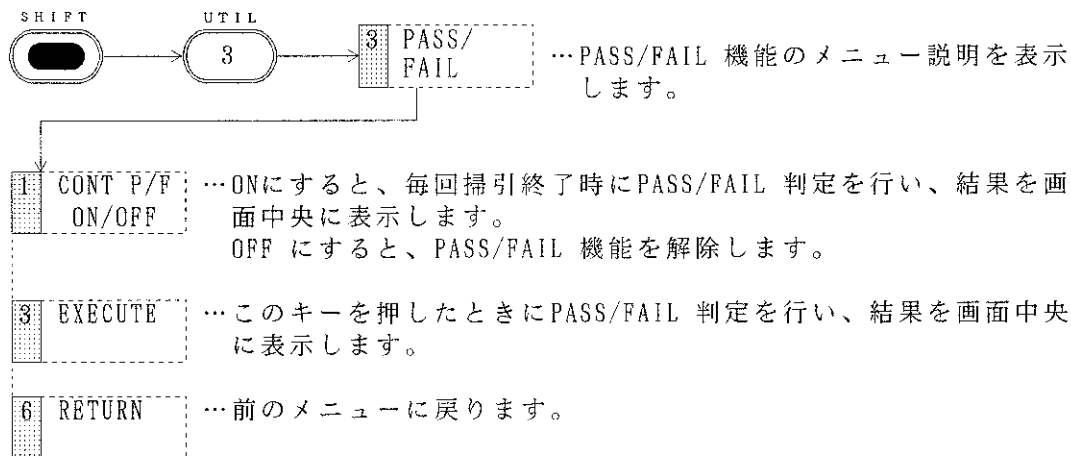 SHIFT UTIL
3 3 PASS/ …PASS/FAIL 機能のメニュー説明を表示
FAIL します。
1 CONT P/F …ONにすると、毎回掃引終了時にPASS/FAIL 判定を行い、結果を画
ON/OFF 面中央に表示します。
OFF にすると、PASS/FAIL 機能を解除します。
3 EXECUTE …このキーを押したときにPASS/FAIL 判定を行い、結果を画面中央
に表示します。
6 RETURN …前のメニューに戻ります。